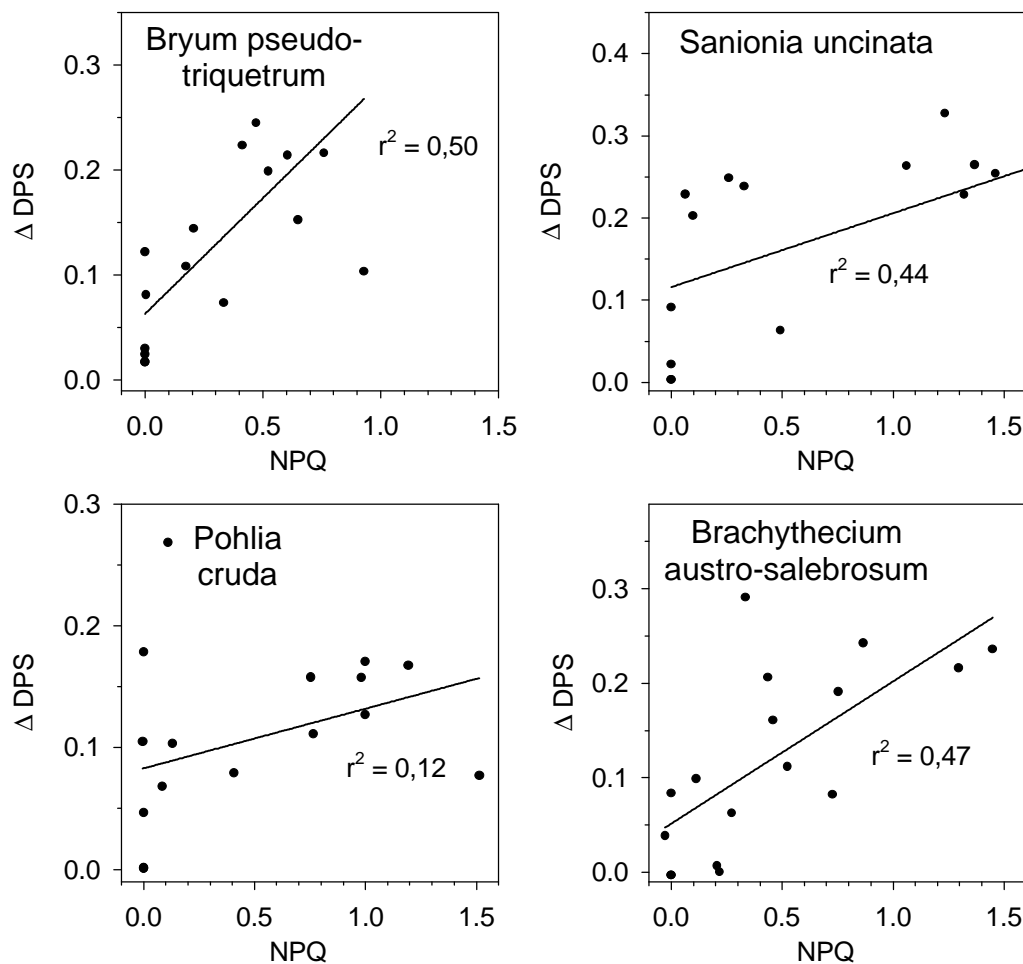 Bryum pseudo-
triquetrum
r² = 0,50
Δ DPS
0.3
0.2
0.1
0.0
0.0 0.5 1.0 1.5
NPQ
Sanionia uncinata
r² = 0,44
Δ DPS
0.4
0.3
0.2
0.1
0.0
0.0 0.5 1.0 1.5
NPQ
Pohlia
cruda
r² = 0,12
Δ DPS
0.3
0.2
0.1
0.0
0.0 0.5 1.0 1.5
NPQ
Brachythecium
austro-salebrosum
r² = 0,47
Δ DPS
0.3
0.2
0.1
0.0
0.0 0.5 1.0 1.5
NPQ